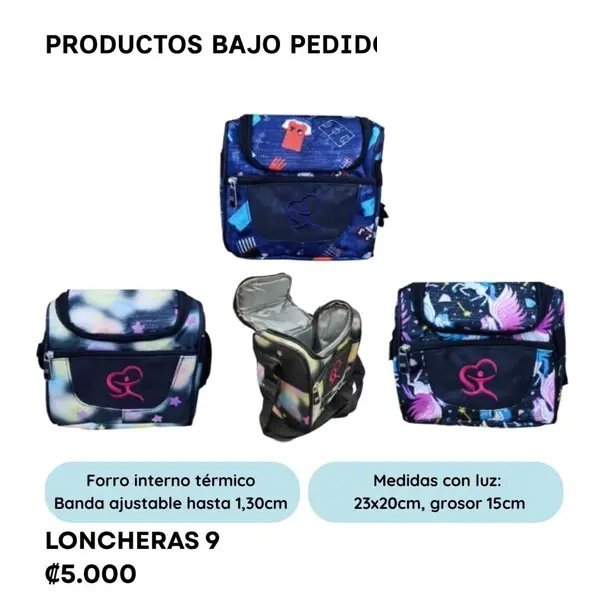 PRODUCTOS BAJO PEDIDO
Forro interno térmico
Banda ajustable hasta 1,30cm
Medidas con luz:
23x20cm, grosor 15cm
LONCHERAS 9
₡5.000